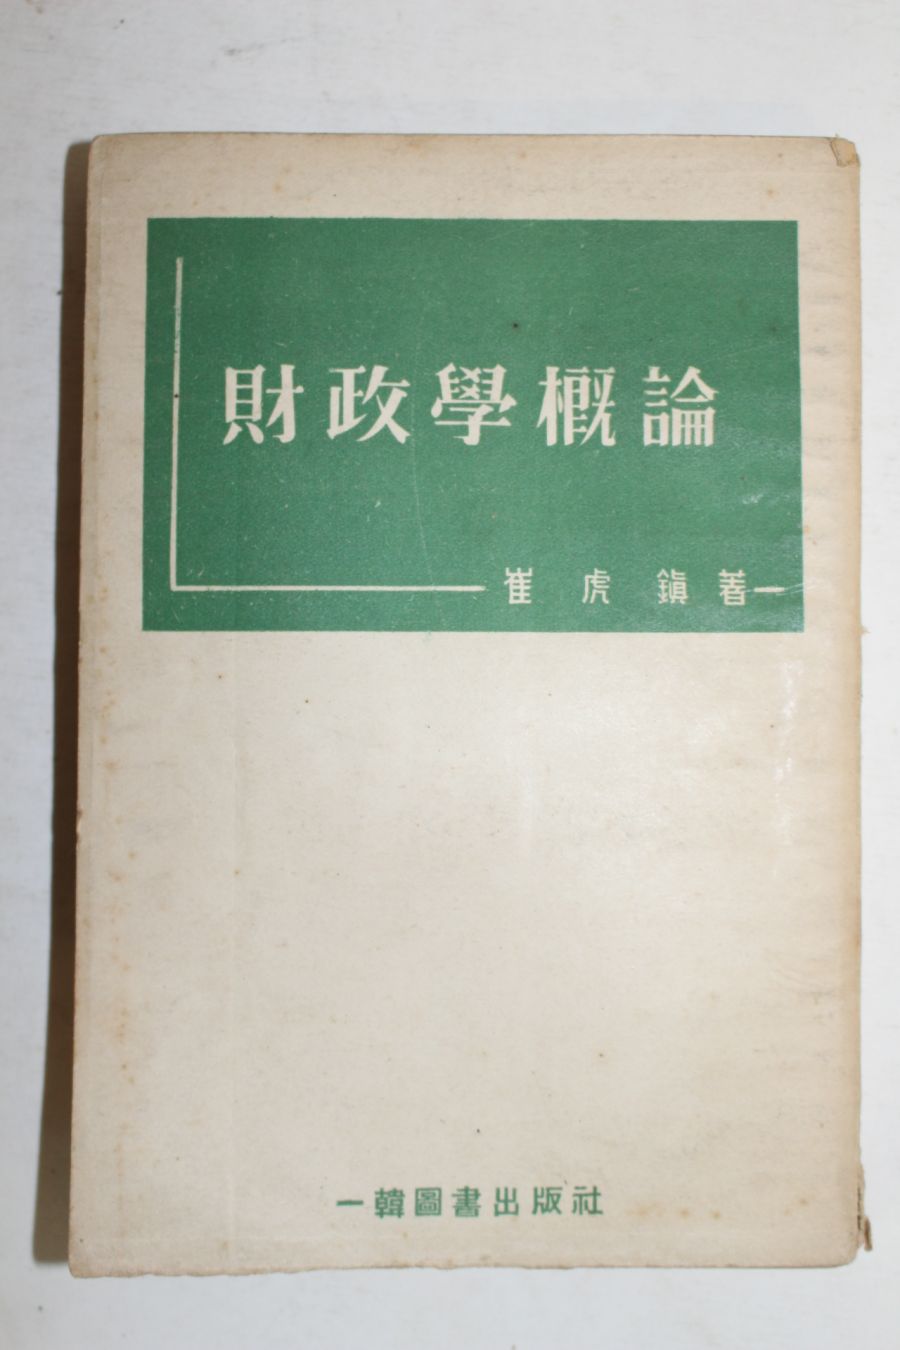 財政學概論
崔虎鎭著
一韓圖書出版社